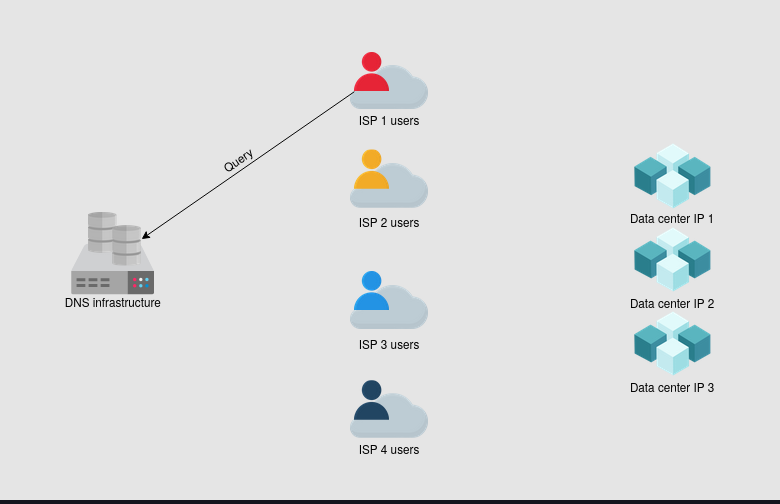 ISP 1 users
Query
ISP 2 users
Data center IP 1
DNS infrastructure
Data center IP 2
ISP 3 users
Data center IP 3
ISP 4 users